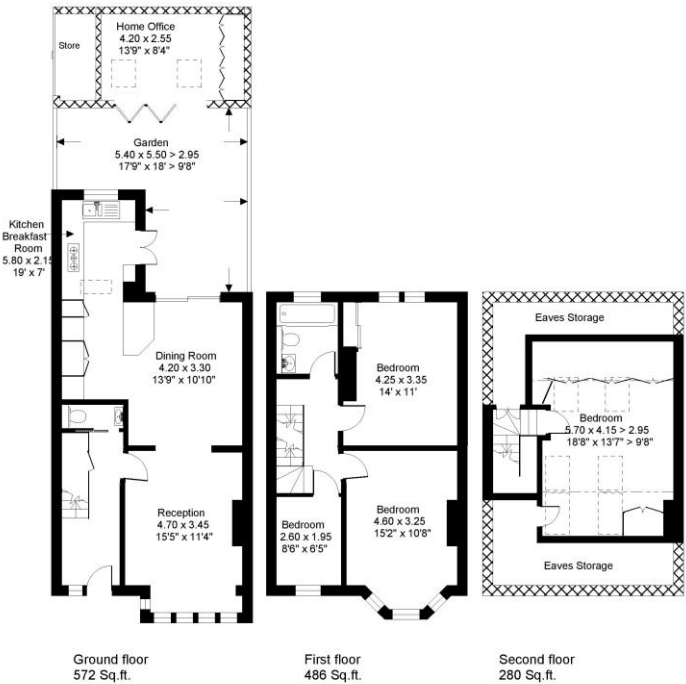 Home Office
4.20 x 2.55
13'9" x 8'4"
Store
Garden
5.40 x 5.50 > 2.95
17'9" x 18' > 9'8"
Kitchen
Breakfast
Room
5.80 x 2.15
19' x 7'
Dining Room
4.20 x 3.30
13'9" x 10'10"
Reception
4.70 x 3.45
15'5" x 11'4"
Bedroom
4.25 x 3.35
14' x 11'
Bedroom
4.60 x 3.25
15'2" x 10'8"
Bedroom
2.60 x 1.95
8'6" x 6'5"
Eaves Storage
Bedroom
5.70 x 4.15 > 2.95
18'8" x 13'7" > 9'8"
Eaves Storage
Ground floor
572 Sq.ft.
First floor
486 Sq.ft.
Second floor
280 Sq.ft.